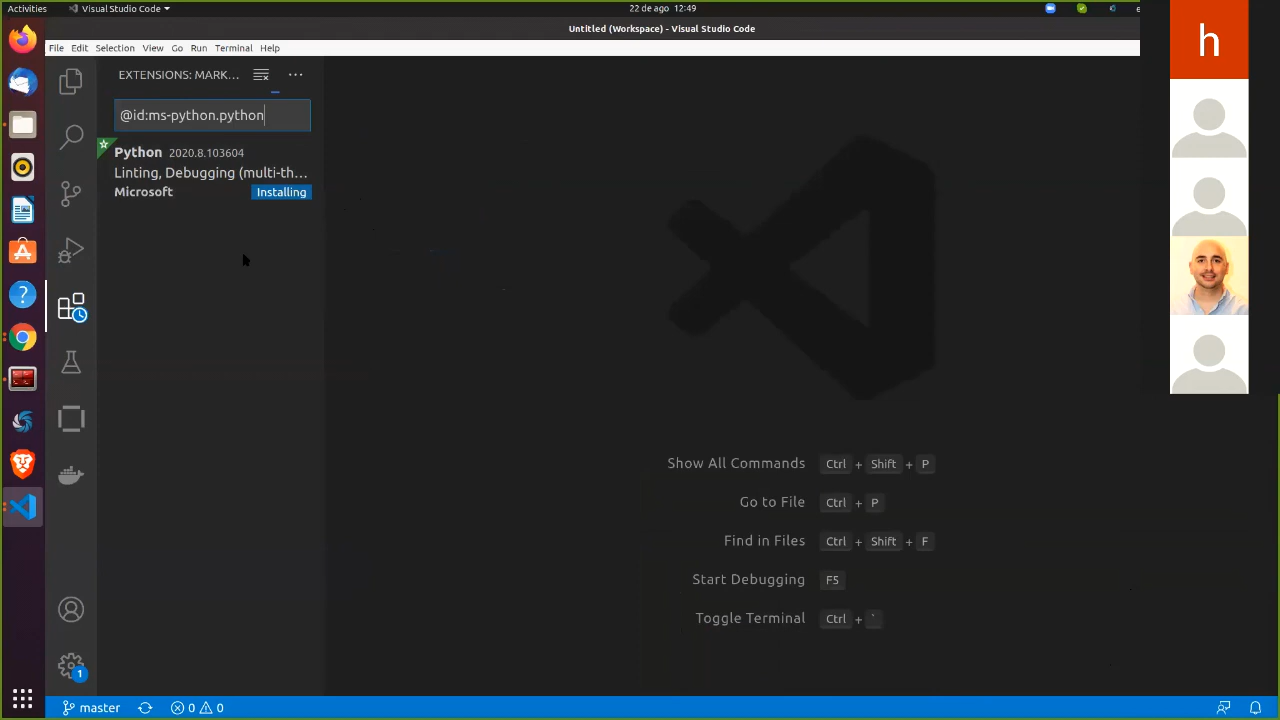 Activities
Visual Studio Code
22 de ago 12:49
Untitled (Workspace) - Visual Studio Code
File Edit Selection View Go Run Terminal Help
EXTENSIONS: MARK...
@id:ms-python.python
Python 2020.8.103604
Linting, Debugging (multi-th...
Microsoft Installing
Show All Commands Ctrl + Shift + P
Go to File Ctrl + P
Find in Files Ctrl + Shift + F
Start Debugging F5
Toggle Terminal Ctrl + `
1
master 0 0
h